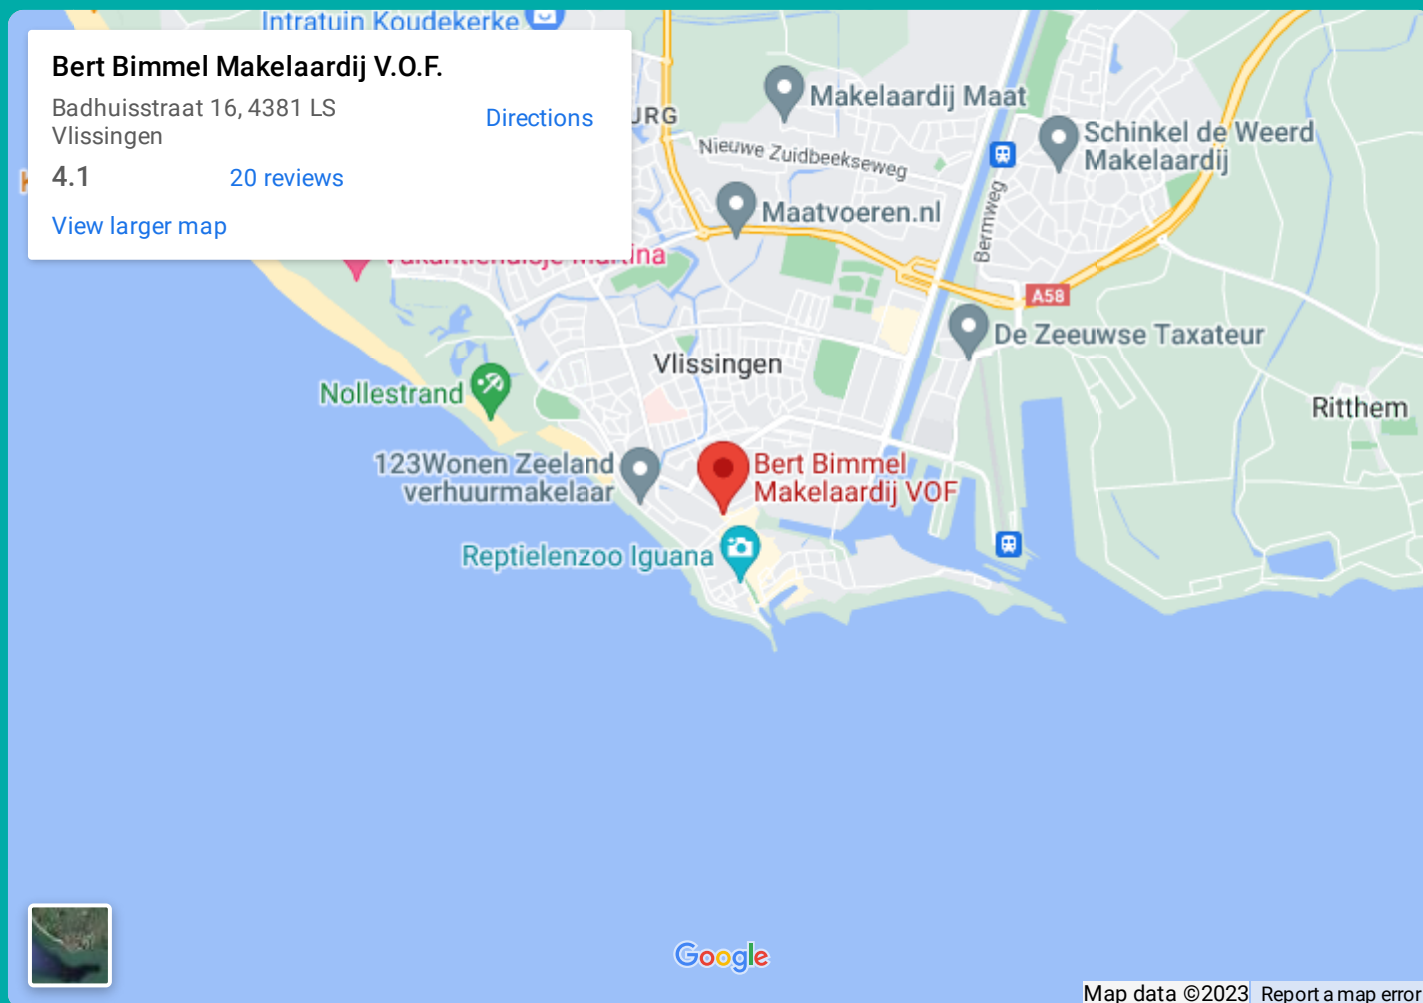 Intratuin Koudekerke
Bert Bimmel Makelaardij V.O.F.
Badhuisstraat 16, 4381 LS
Vlissingen
Directions
4.1
20 reviews
View larger map
Makelaardij Maat
Schinkel de Weerd
Makelaardij
Nieuwe Zuidbeekseweg
Bermweg
Maatvoeren.nl
A58
De Zeeuwse Taxateur
Vlissingen
Nollestrand
Ritthem
123Wonen Zeeland
verhuurmakelaar
Bert Bimmel
Makelaardij VOF
Reptielenzoo Iguana
Google
Map data ©2023
Report a map error